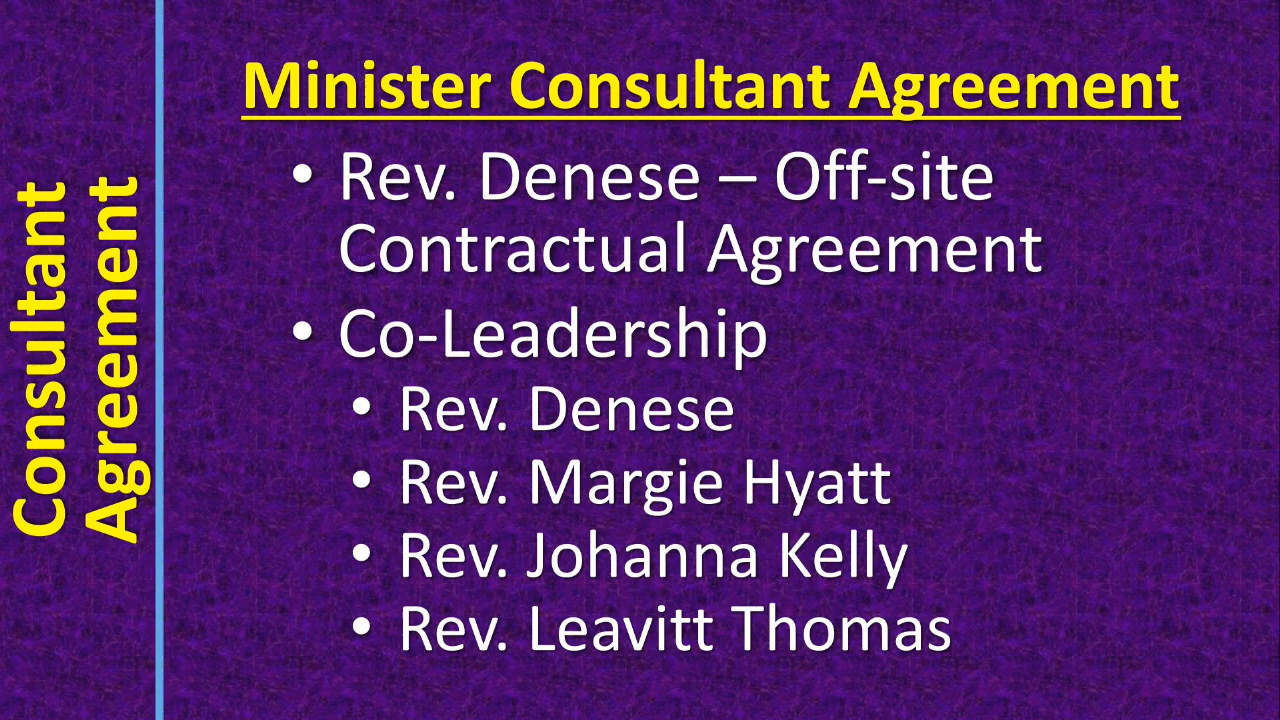 Consultant
Agreement
Minister Consultant Agreement
• Rev. Denese – Off-site
Contractual Agreement
• Co-Leadership
• Rev. Denese
• Rev. Margie Hyatt
• Rev. Johanna Kelly
• Rev. Leavitt Thomas